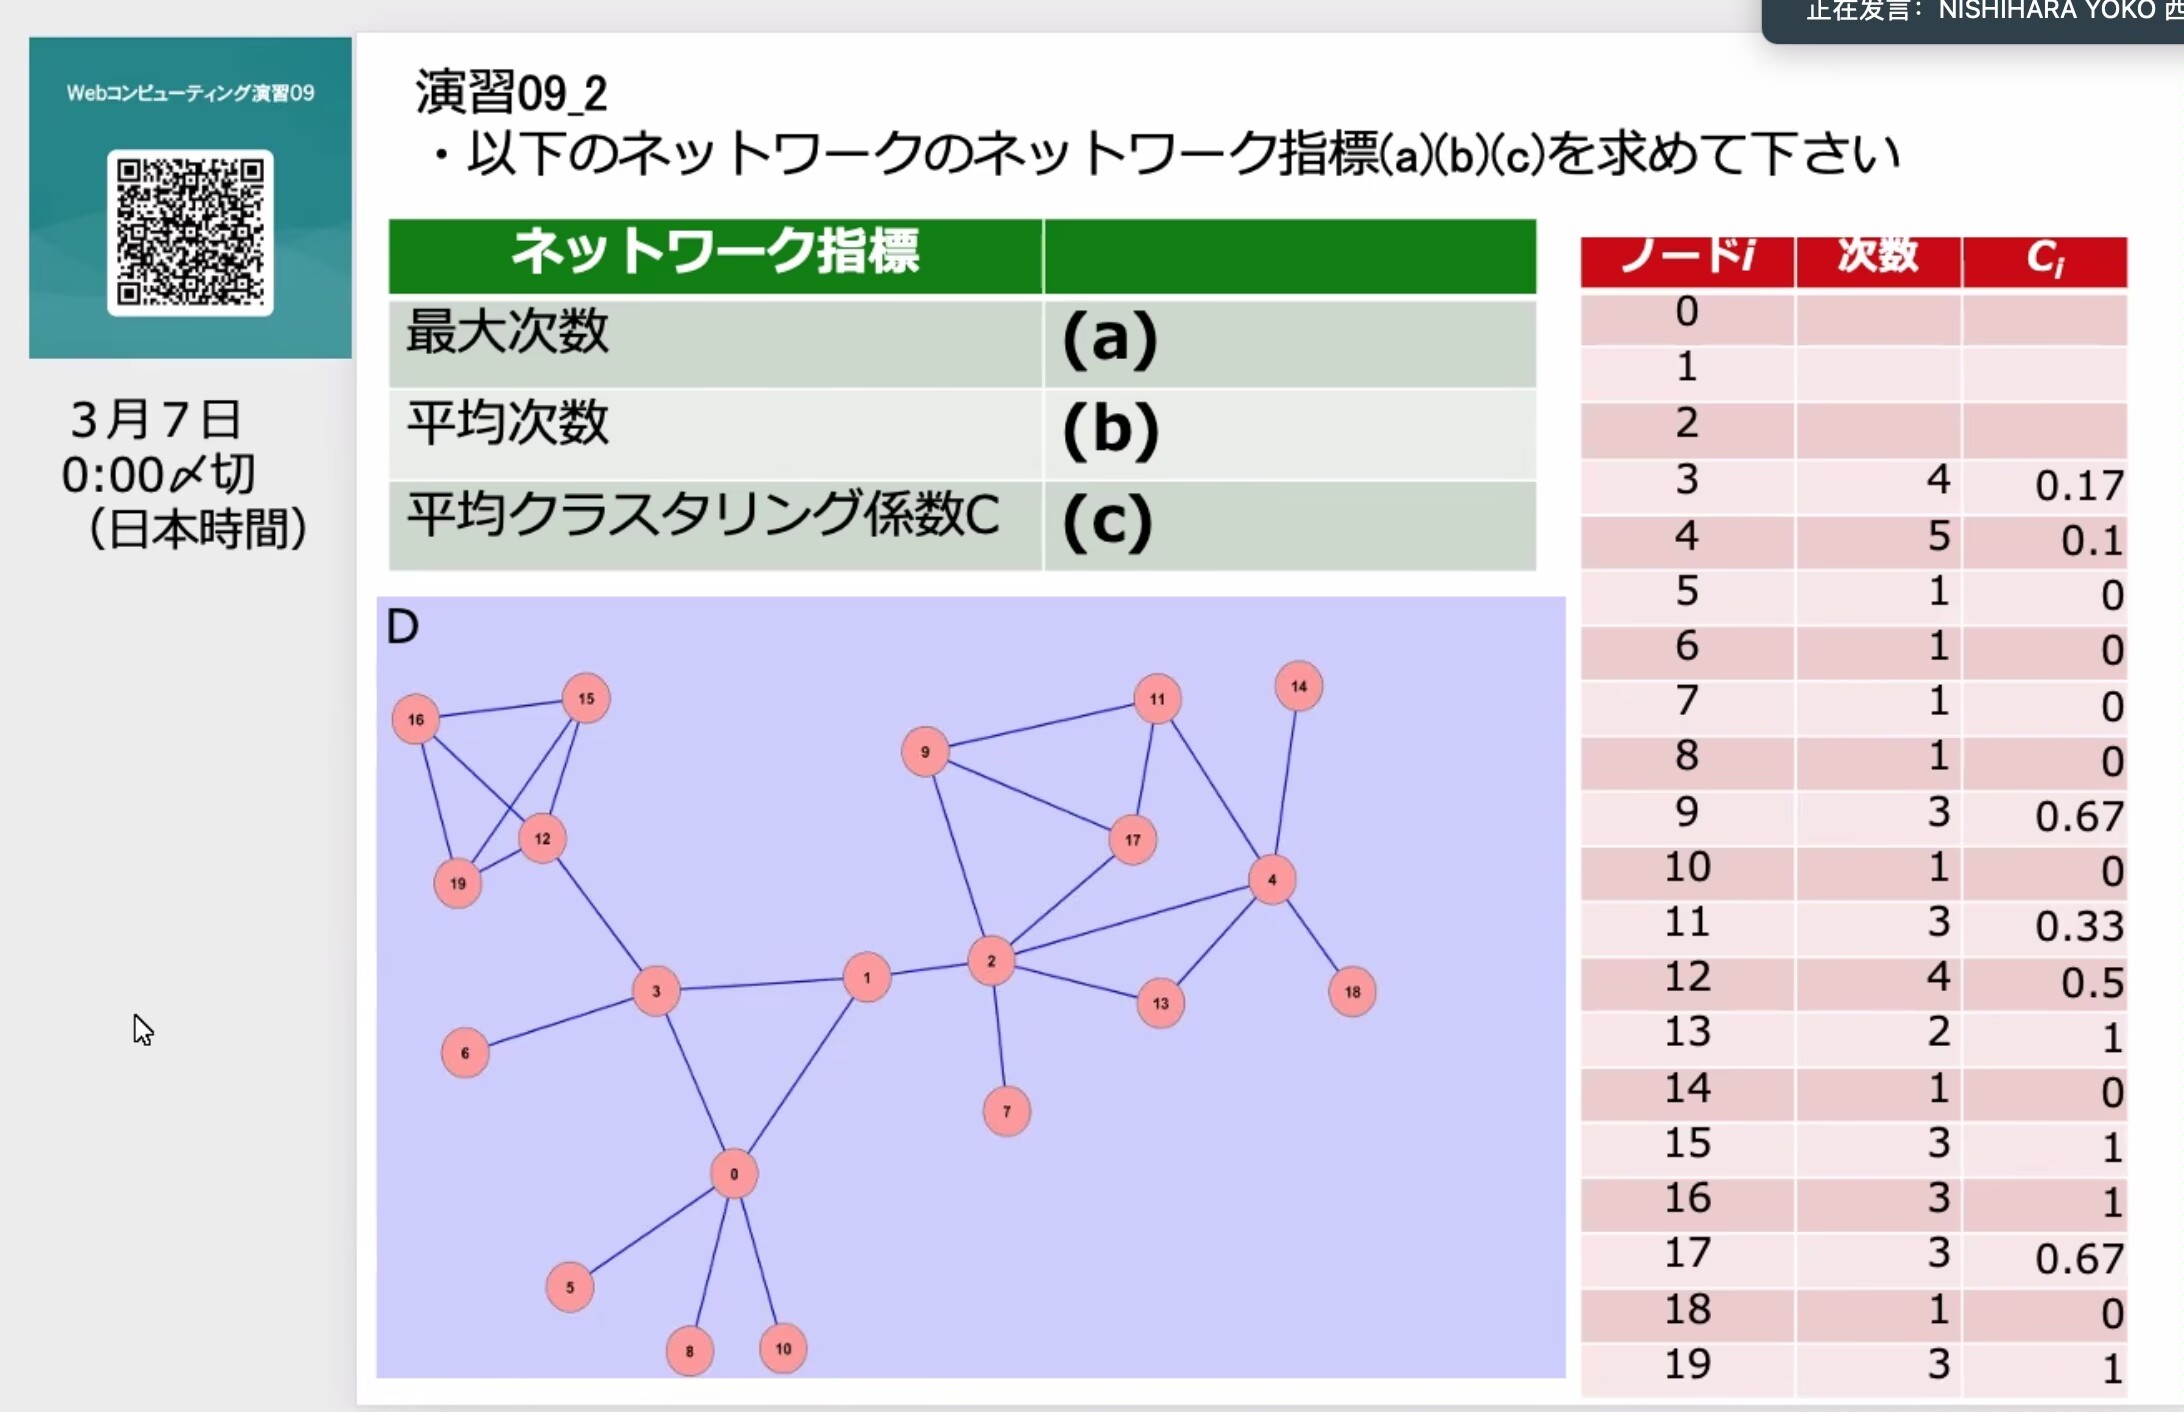 正在发言: NISHIHARA YOKO 西
Webコンピューティング演習09
3月7日
0:00〆切
（日本時間）
演習09_2
・以下のネットワークのネットワーク指標(a)(b)(c)を求めて下さい
ネットワーク指標
最大次数 (a)
平均次数 (b)
平均クラスタリング係数C (c)
ノードi 次数 Ci
0
1
2
3 4 0.17
4 5 0.1
5 1 0
6 1 0
7 1 0
8 1 0
9 3 0.67
10 1 0
11 3 0.33
12 4 0.5
13 2 1
14 1 0
15 3 1
16 3 1
17 3 0.67
18 1 0
19 3 1
D
14
15
11
16
9
12
17
4
19
2
1
3
18
13
6
7
0
5
10
8